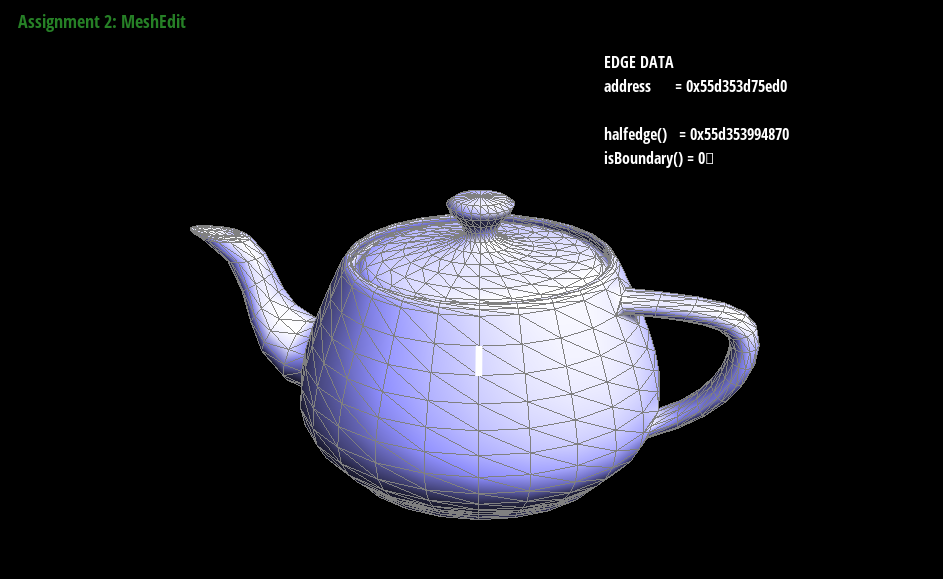 Assignment 2: MeshEdit
EDGE DATA
address = 0x55d353d75ed0
halfedge() = 0x55d353994870
isBoundary() = 0▯